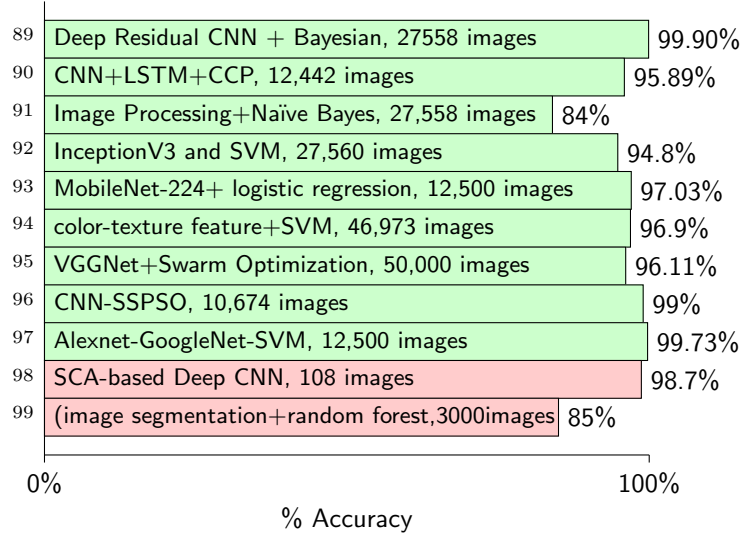 89 Deep Residual CNN + Bayesian, 27558 images 99.90%
90 CNN+LSTM+CCP, 12,442 images 95.89%
91 Image Processing+Naïve Bayes, 27,558 images 84%
92 InceptionV3 and SVM, 27,560 images 94.8%
93 MobileNet-224+ logistic regression, 12,500 images 97.03%
94 color-texture feature+SVM, 46,973 images 96.9%
95 VGGNet+Swarm Optimization, 50,000 images 96.11%
96 CNN-SSPSO, 10,674 images 99%
97 Alexnet-GoogleNet-SVM, 12,500 images 99.73%
98 SCA-based Deep CNN, 108 images 98.7%
99 (image segmentation+random forest,3000images 85%
0% 100%
% Accuracy